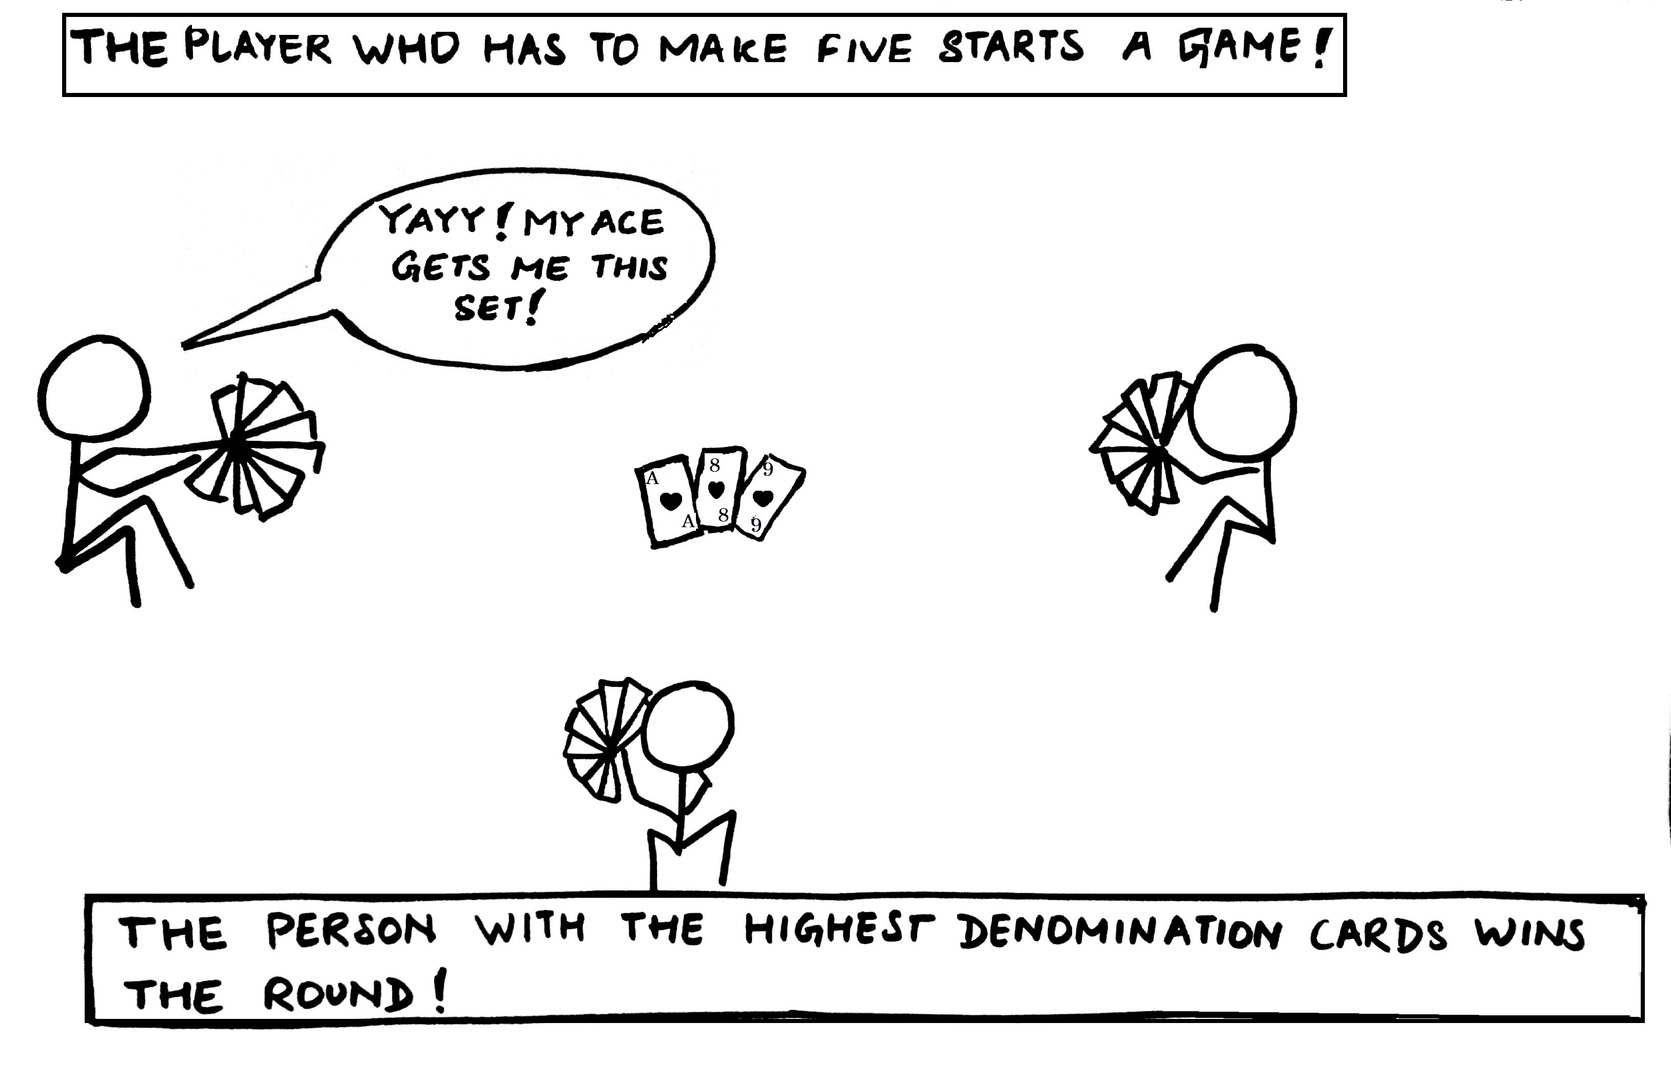 THE PLAYER WHO HAS TO MAKE FIVE STARTS A GAME!
YAYY! MY ACE
GETS ME THIS
SET!
A 8 9
A 8 9
THE PERSON WITH THE HIGHEST DENOMINATION CARDS WINS
THE ROUND!